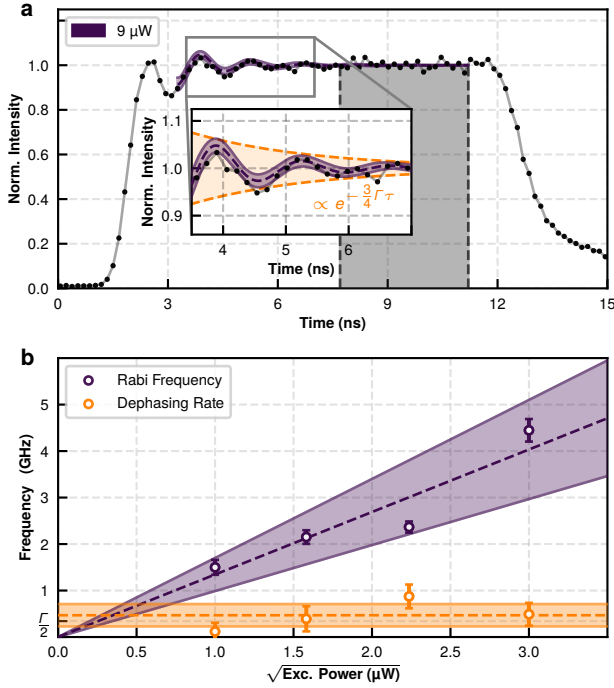 a
9 μW
Norm. Intensity
1.0
0.8
0.6
0.4
0.2
0.0
Norm. Intensity
1.1
1.0
0.9
∝ e^{-\frac{3}{4}Γτ}
4 5 6
Time (ns)
0 3 6 9 12 15
Time (ns)
b
Rabi Frequency
Dephasing Rate
Frequency (GHz)
5
4
3
2
1
Γ/2
0.0 0.5 1.0 1.5 2.0 2.5 3.0
√Exc. Power (μW)